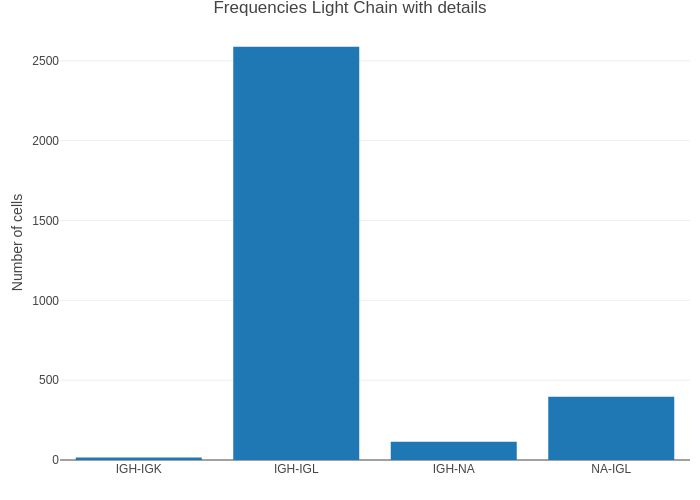 Frequencies Light Chain with details
Number of cells
2500
2000
1500
1000
500
0
IGH-IGK
IGH-IGL
IGH-NA
NA-IGL